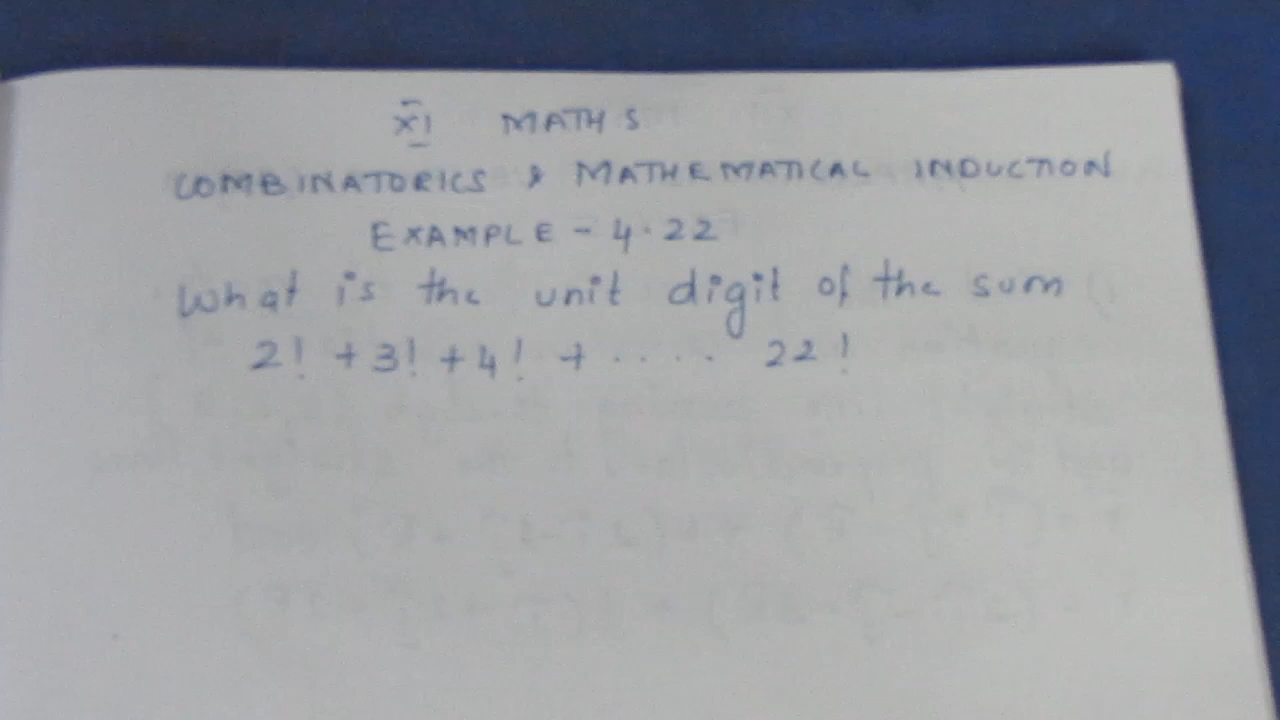 XI MATHS
COMBINATORICS & MATHEMATICAL INDUCTION
EXAMPLE - 4.22
What is the unit digit of the sum
2! + 3! + 4! + ..... 22!